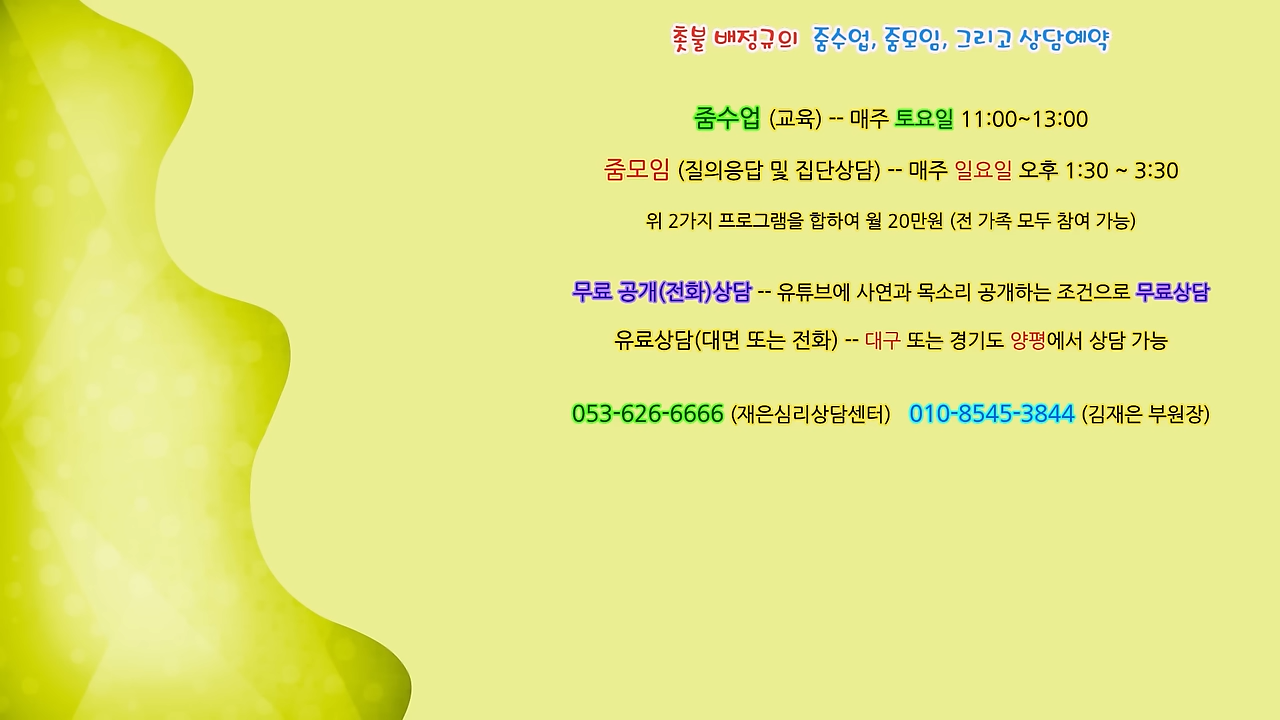 촛불 배정규의 줌수업, 줌모임, 그리고 상담예약
줌수업 (교육) -- 매주 토요일 11:00~13:00
줌모임 (질의응답 및 집단상담) -- 매주 일요일 오후 1:30 ~ 3:30
위 2가지 프로그램을 합하여 월 20만원 (전 가족 모두 참여 가능)
무료 공개(전화)상담 -- 유튜브에 사연과 목소리 공개하는 조건으로 무료상담
유료상담(대면 또는 전화) -- 대구 또는 경기도 양평에서 상담 가능
053-626-6666 (재은심리상담센터) 010-8545-3844 (김재은 부원장)